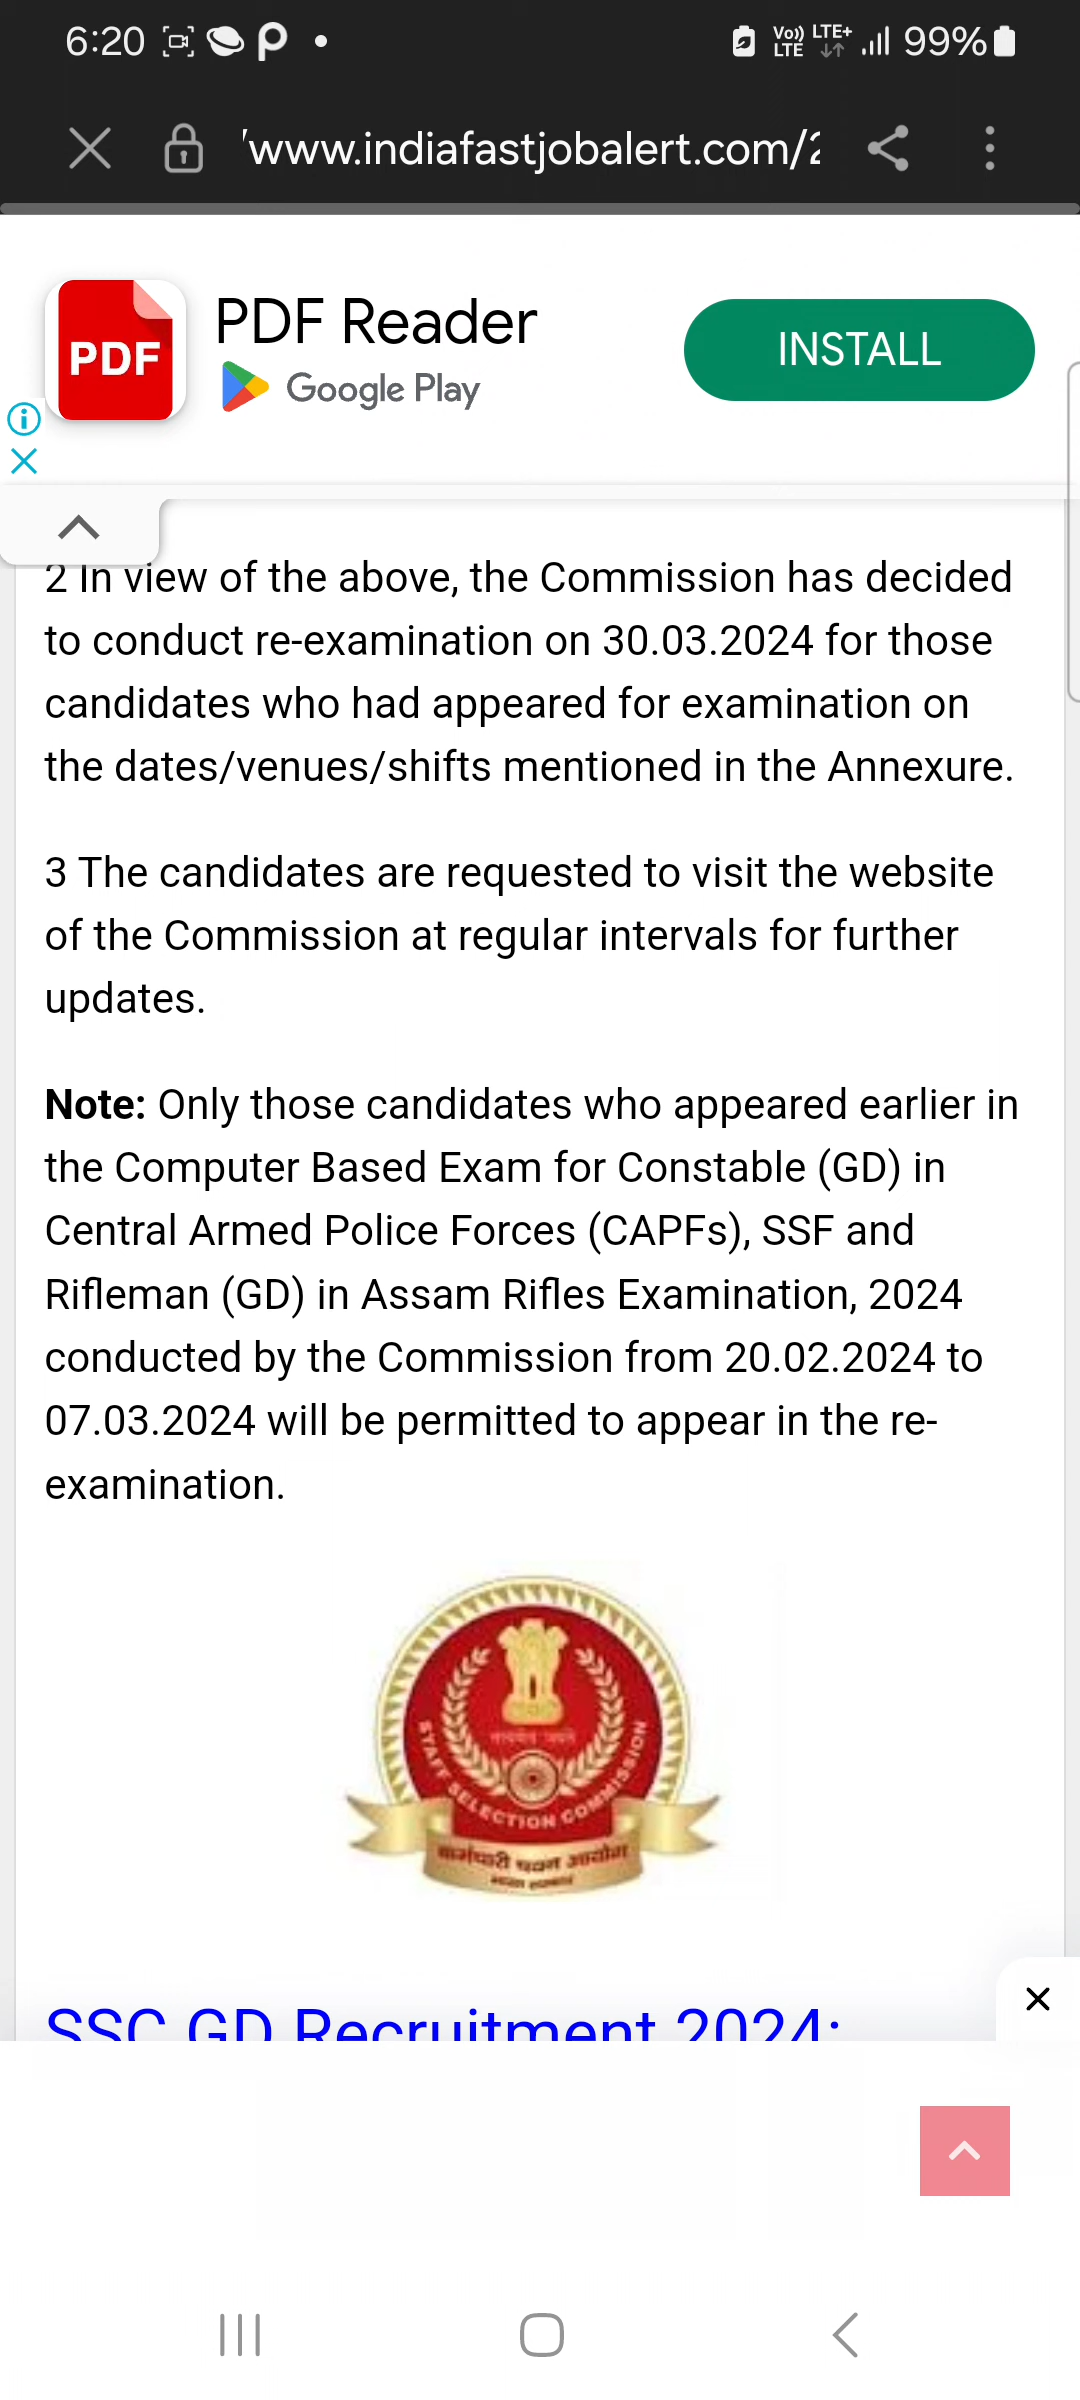 6:20
Vo)) LTE+
LTE
99%
www.indiafastjobalert.com/2
PDF
PDF Reader
Google Play
INSTALL
2 In view of the above, the Commission has decided
to conduct re-examination on 30.03.2024 for those
candidates who had appeared for examination on
the dates/venues/shifts mentioned in the Annexure.
3 The candidates are requested to visit the website
of the Commission at regular intervals for further
updates.
Note: Only those candidates who appeared earlier in
the Computer Based Exam for Constable (GD) in
Central Armed Police Forces (CAPFs), SSF and
Rifleman (GD) in Assam Rifles Examination, 2024
conducted by the Commission from 20.02.2024 to
07.03.2024 will be permitted to appear in the re-
examination.
STAFF SELECTION COMMISSION
कर्मचारी चयन आयोग
SSC GD Recruitment 2024: